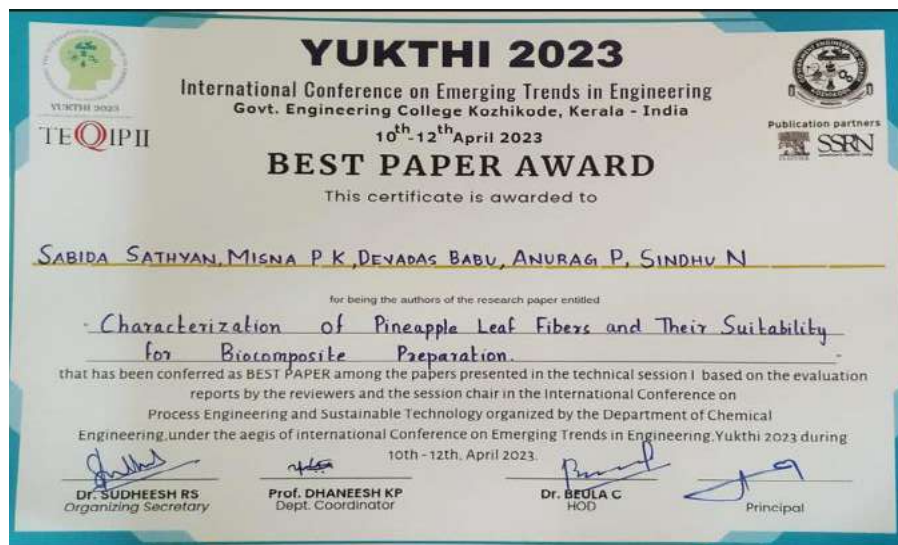 YUKTHI 2023
International Conference on Emerging Trends in Engineering
Govt. Engineering College Kozhikode, Kerala - India
10th-12th April 2023
YUKTHI 2023
TEQIP II
Publication partners
SSRN
BEST PAPER AWARD
This certificate is awarded to
SABIDA SATHYAN, MISNA P K, DEVADAS BABU, ANURAG P, SINDHU N
for being the authors of the research paper entitled
Characterization of Pineapple Leaf Fibers and Their Suitability
for Biocomposite Preparation.
that has been conferred as BEST PAPER among the papers presented in the technical session I based on the evaluation
reports by the reviewers and the session chair in the International Conference on
Process Engineering and Sustainable Technology organized by the Department of Chemical
Engineering.under the aegis of international Conference on Emerging Trends in Engineering.Yukthi 2023 during
10th - 12th, April 2023.
Dr. SUDHEESH RS
Organizing Secretary
Prof. DHANEESH KP
Dept. Coordinator
Dr. BEULA C
HOD
Principal